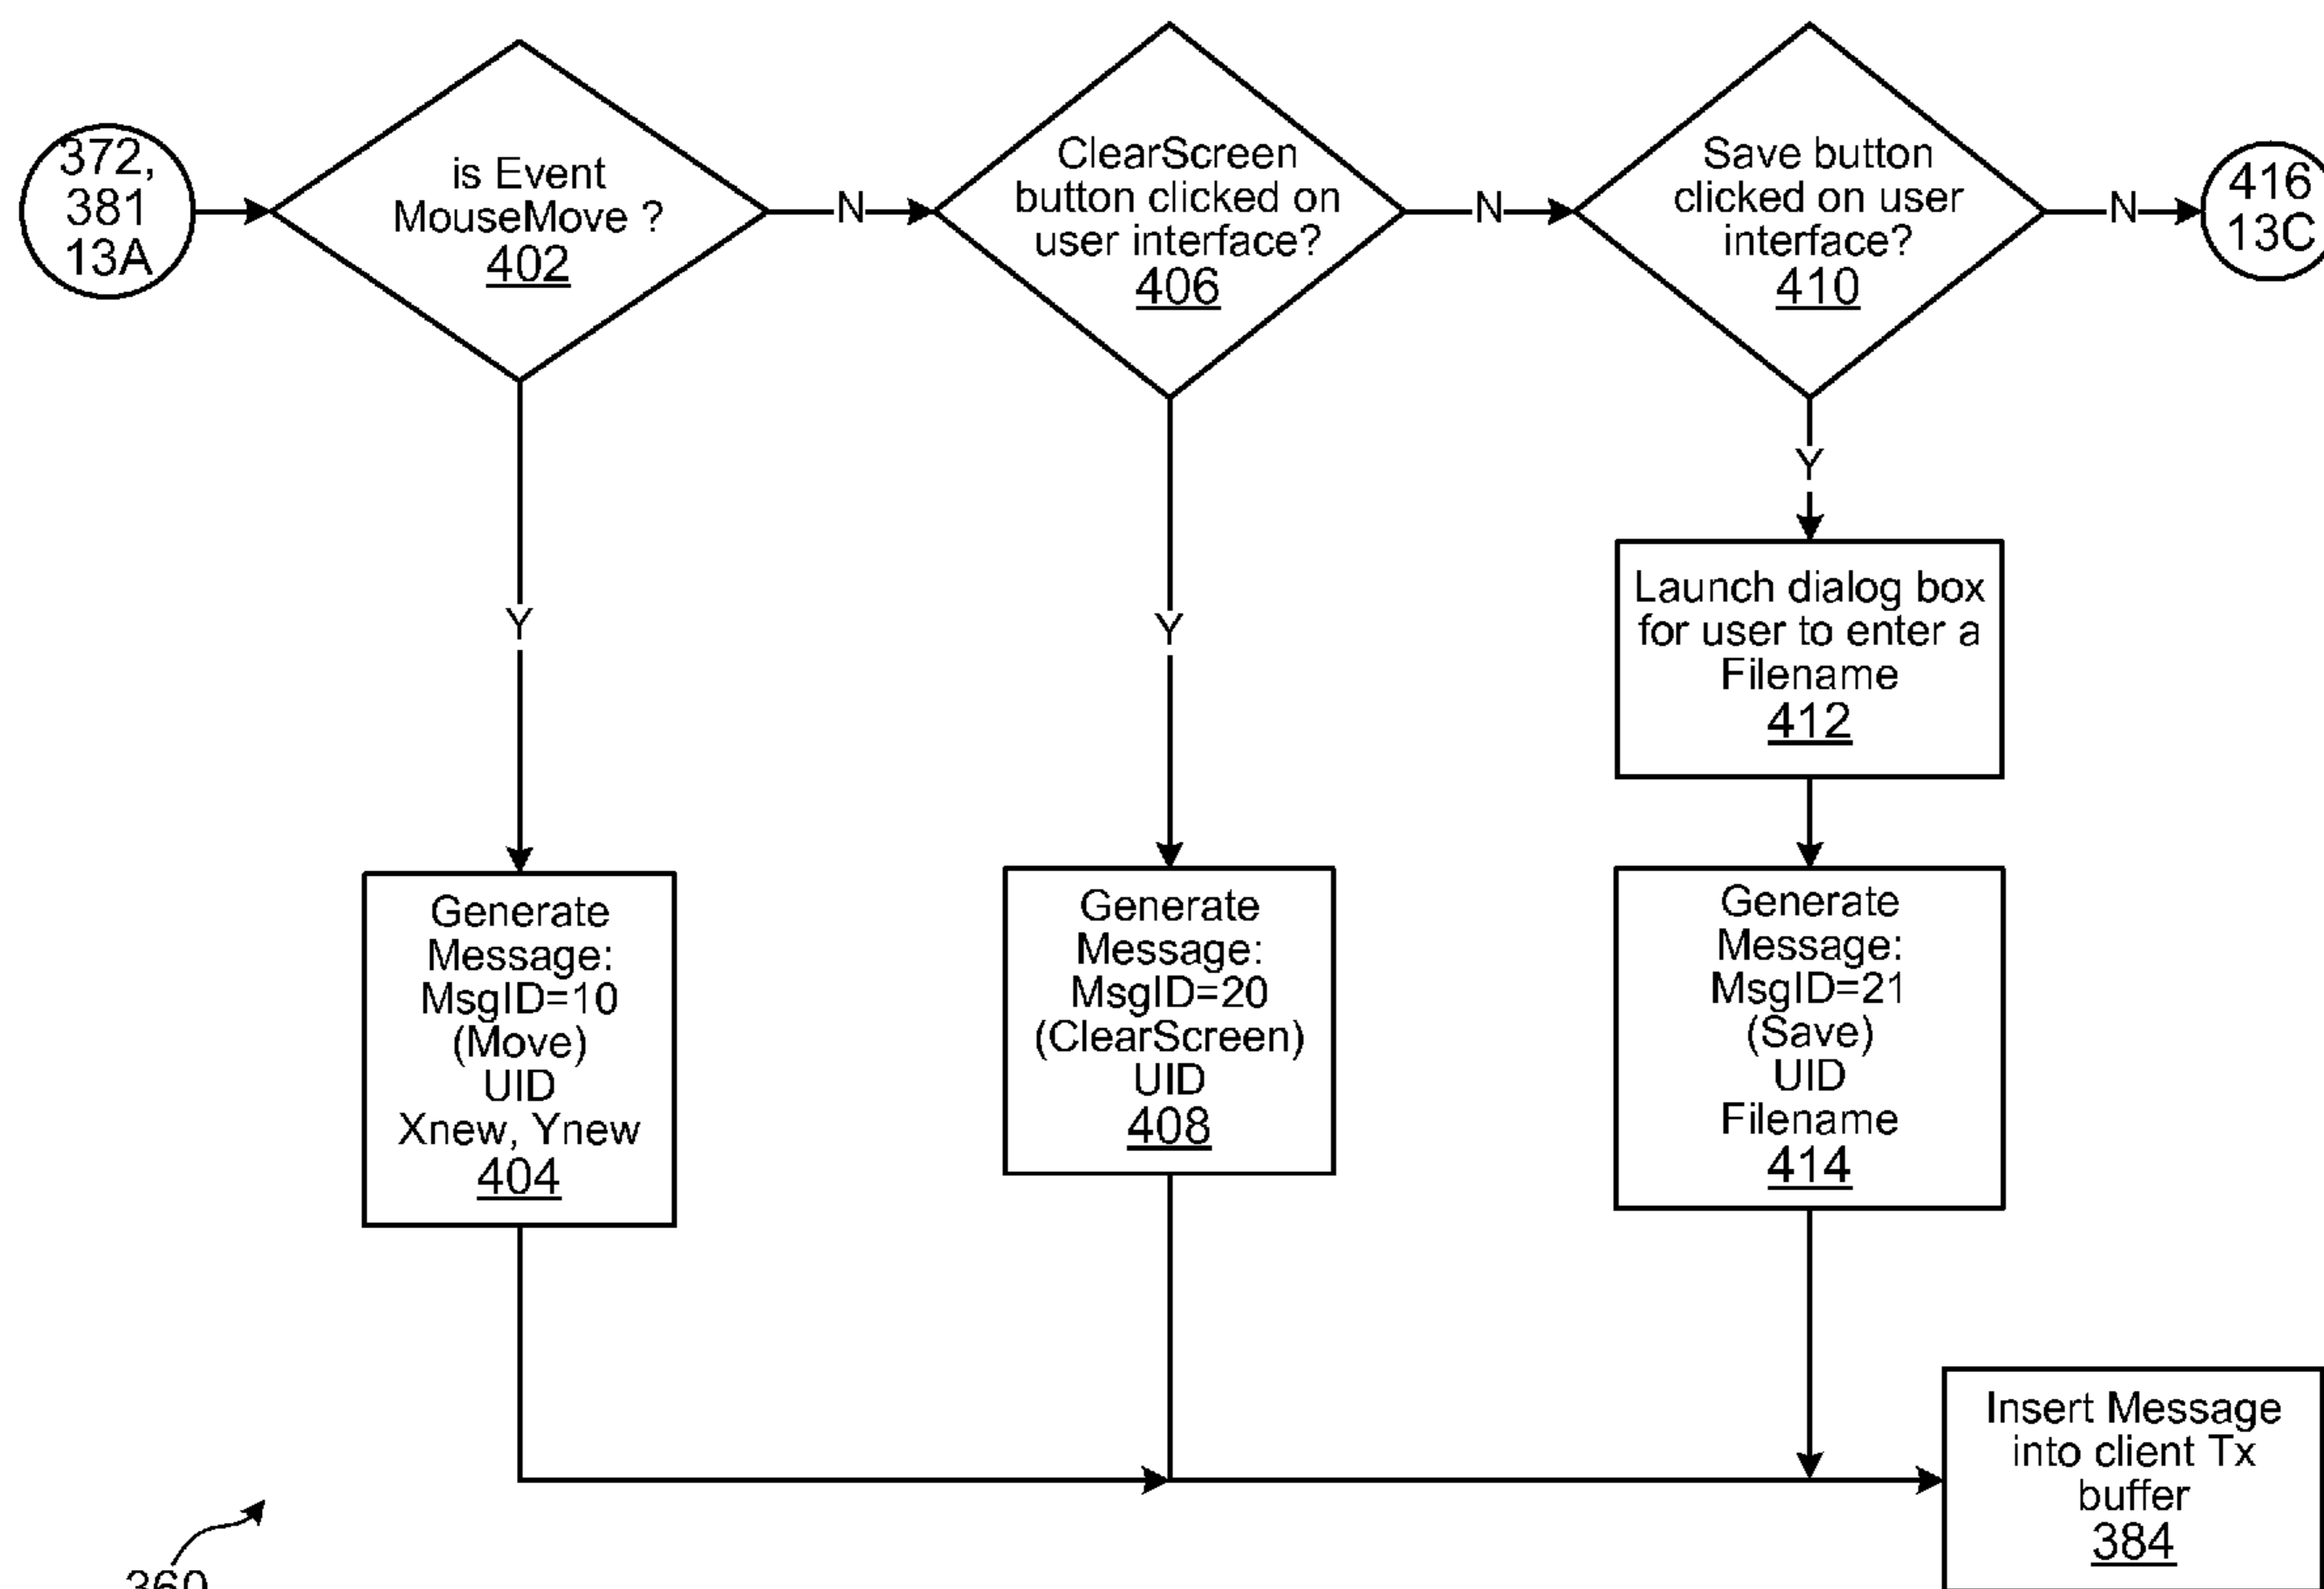 372,
381
13A
is Event
MouseMove ?
402
N
ClearScreen
button clicked on
user interface?
406
N
Save button
clicked on user
interface?
410
N
416
13C
Y
Y
Y
Launch dialog box
for user to enter a
Filename
412
Generate
Message:
MsgID=10
(Move)
UID
Xnew, Ynew
404
Generate
Message:
MsgID=20
(ClearScreen)
UID
408
Generate
Message:
MsgID=21
(Save)
UID
Filename
414
Insert Message
into client Tx
buffer
384
360